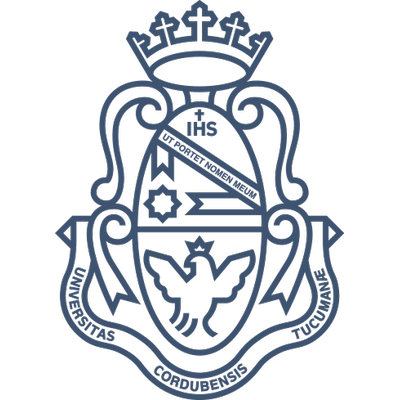 IHS
UT PORTET NOMEN MEUM
UNIVERSITAS CORDUBENSIS TUCUMANÆ